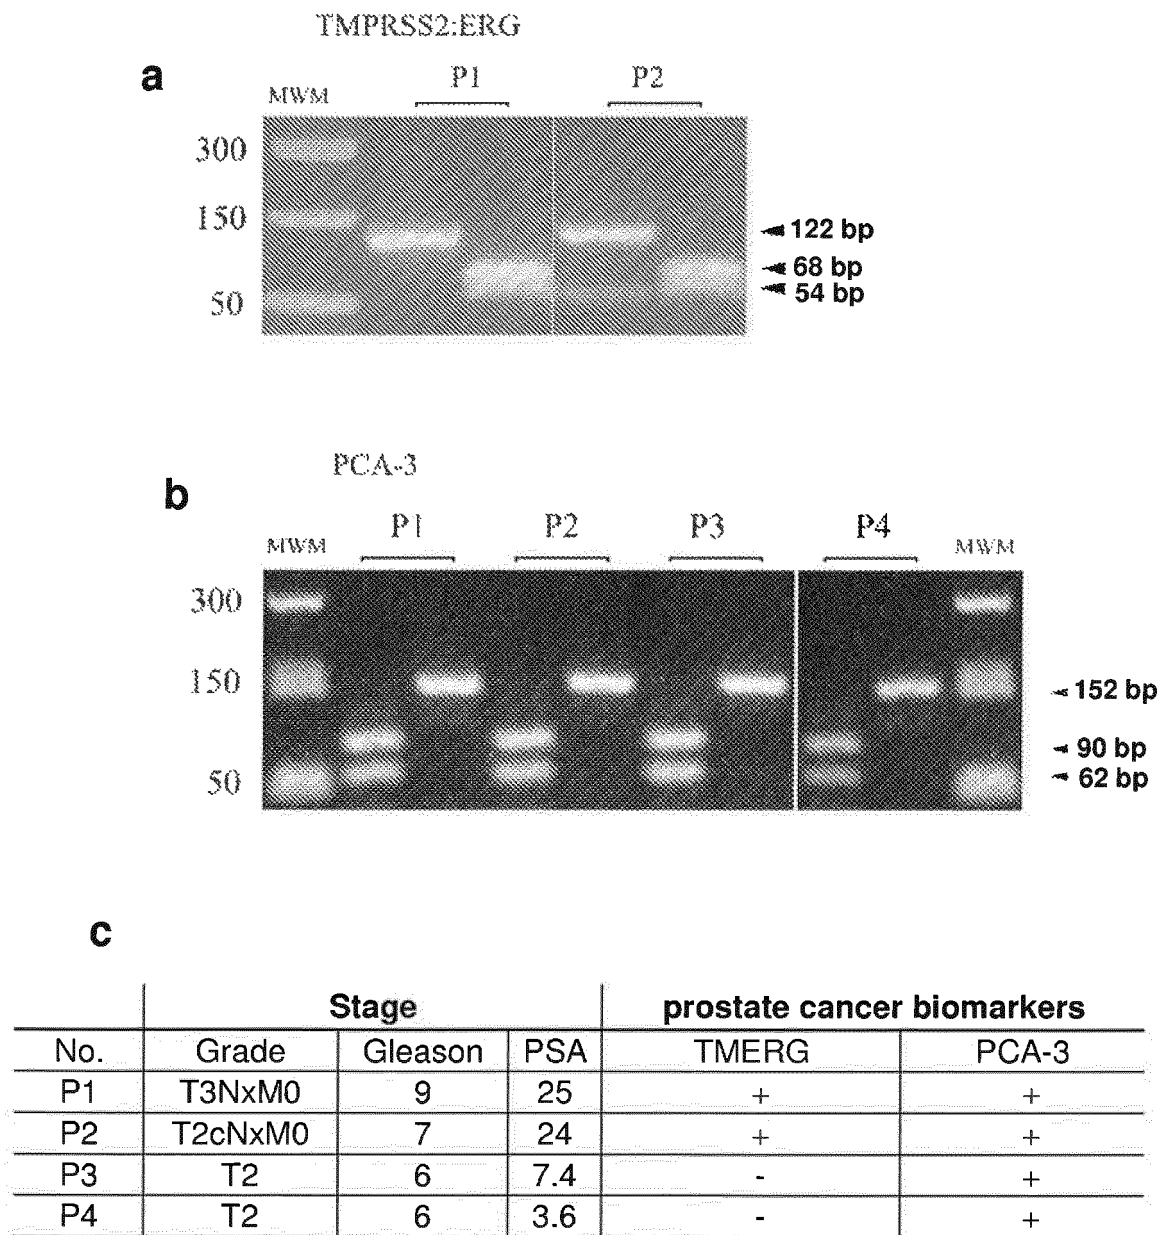 TMPRSS2:ERG
a
MWM P1 P2
300
150
50
122 bp
68 bp
54 bp
PCA-3
b
MWM P1 P2 P3 P4 MWM
300
150
50
152 bp
90 bp
62 bp
c
Stage prostate cancer biomarkers
No. Grade Gleason PSA TMERG PCA-3
P1 T3NxM0 9 25 + +
P2 T2cNxM0 7 24 + +
P3 T2 6 7.4 - +
P4 T2 6 3.6 - +